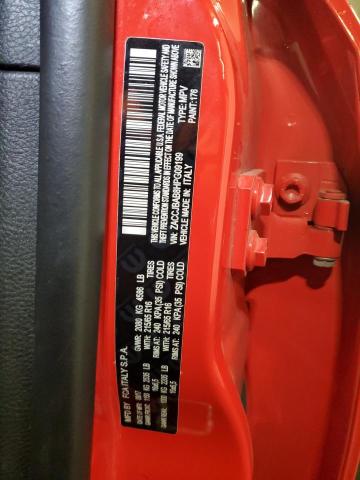 MFD BY FCA ITALY S.P.A.
GVWR: 2080 KG 4586 LB
WITH: 215/65 R16 TIRES
RIMS AT: 240 KPA(35 PSI) COLD
WITH: 215/65 R16 TIRES
RIMS AT: 240 KPA(35 PSI) COLD
THIS VEHICLE CONFORMS TO ALL APPLICABLE U.S.A. FEDERAL MOTOR VEHICLE SAFETY AND
THEFT PREVENTION STANDARDS IN EFFECT ON THE DATE OF MANUFACTURE SHOWN ABOVE.
VIN: ZACCJBAB8HPG09199
VEHICLE MADE IN: ITALY
TYPE: MPV
PAINT: 176